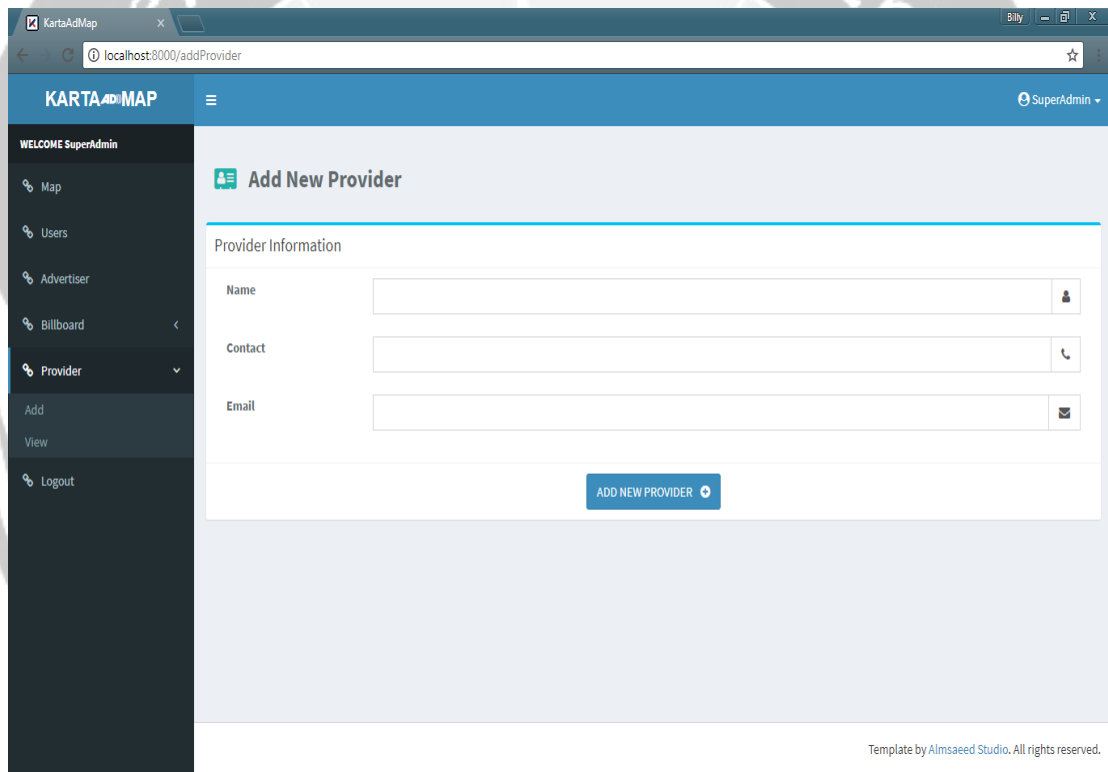 KartaAdMap
Billy
localhost:8000/addProvider
KARTA AD MAP
SuperAdmin
WELCOME SuperAdmin
Map
Users
Advertiser
Billboard
Provider
Add
View
Logout
Add New Provider
Provider Information
Name
Contact
Email
ADD NEW PROVIDER
Template by Almsaeed Studio. All rights reserved.